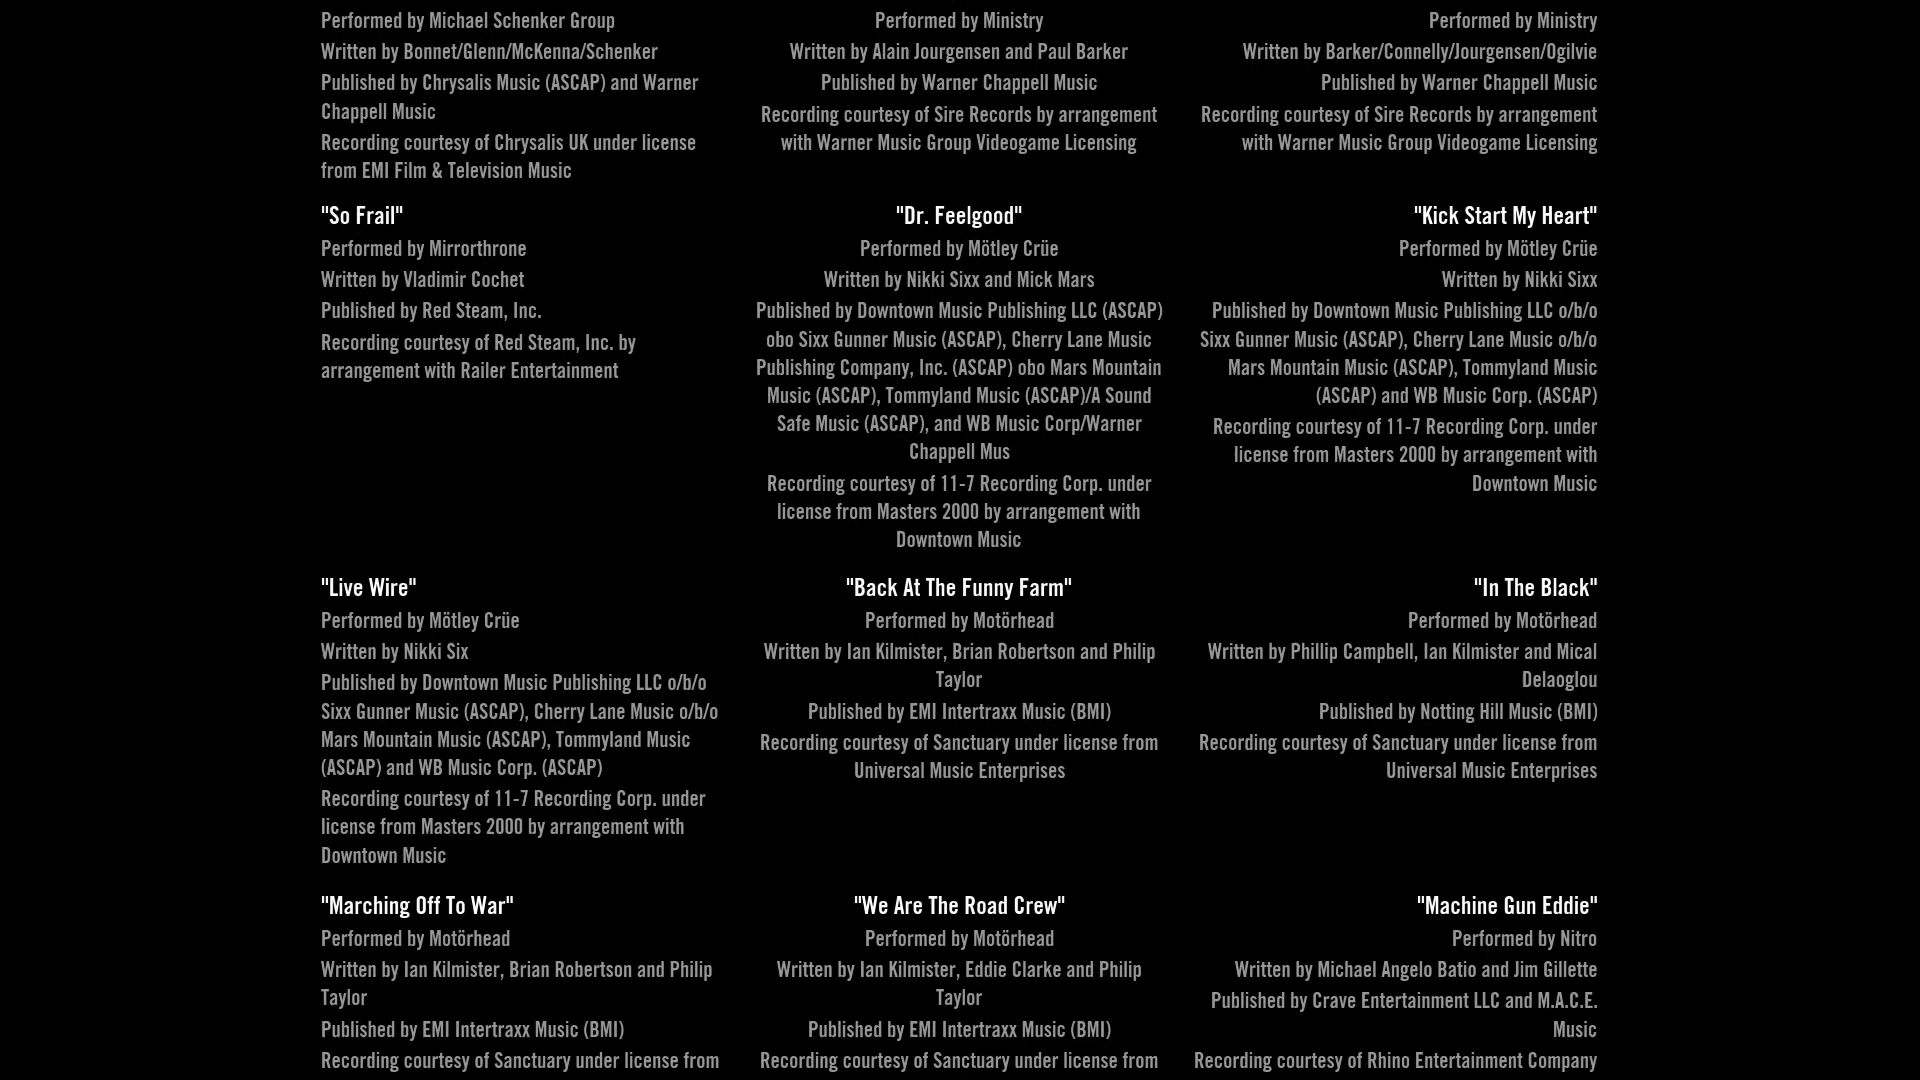 Performed by Michael Schenker Group
Written by Bonnet/Glenn/McKenna/Schenker
Published by Chrysalis Music (ASCAP) and Warner
Chappell Music
Recording courtesy of Chrysalis UK under license
from EMI Film & Television Music
Performed by Ministry
Written by Alain Jourgensen and Paul Barker
Published by Warner Chappell Music
Recording courtesy of Sire Records by arrangement
with Warner Music Group Videogame Licensing
Performed by Ministry
Written by Barker/Connelly/Jourgensen/Ogilvie
Published by Warner Chappell Music
Recording courtesy of Sire Records by arrangement
with Warner Music Group Videogame Licensing
"So Frail"
Performed by Mirrorthrone
Written by Vladimir Cochet
Published by Red Steam, Inc.
Recording courtesy of Red Steam, Inc. by
arrangement with Railer Entertainment
"Dr. Feelgood"
Performed by Mötley Crüe
Written by Nikki Sixx and Mick Mars
Published by Downtown Music Publishing LLC (ASCAP)
obo Sixx Gunner Music (ASCAP), Cherry Lane Music
Publishing Company, Inc. (ASCAP) obo Mars Mountain
Music (ASCAP), Tommyland Music (ASCAP)/A Sound
Safe Music (ASCAP), and WB Music Corp/Warner
Chappell Mus
Recording courtesy of 11-7 Recording Corp. under
license from Masters 2000 by arrangement with
Downtown Music
"Kick Start My Heart"
Performed by Mötley Crüe
Written by Nikki Sixx
Published by Downtown Music Publishing LLC o/b/o
Sixx Gunner Music (ASCAP), Cherry Lane Music o/b/o
Mars Mountain Music (ASCAP), Tommyland Music
(ASCAP) and WB Music Corp. (ASCAP)
Recording courtesy of 11-7 Recording Corp. under
license from Masters 2000 by arrangement with
Downtown Music
"Live Wire"
Performed by Mötley Crüe
Written by Nikki Six
Published by Downtown Music Publishing LLC o/b/o
Sixx Gunner Music (ASCAP), Cherry Lane Music o/b/o
Mars Mountain Music (ASCAP), Tommyland Music
(ASCAP) and WB Music Corp. (ASCAP)
Recording courtesy of 11-7 Recording Corp. under
license from Masters 2000 by arrangement with
Downtown Music
"Back At The Funny Farm"
Performed by Motörhead
Written by Ian Kilmister, Brian Robertson and Philip
Taylor
Published by EMI Intertraxx Music (BMI)
Recording courtesy of Sanctuary under license from
Universal Music Enterprises
"In The Black"
Performed by Motörhead
Written by Phillip Campbell, Ian Kilmister and Mical
Delaoglou
Published by Notting Hill Music (BMI)
Recording courtesy of Sanctuary under license from
Universal Music Enterprises
"Marching Off To War"
Performed by Motörhead
Written by Ian Kilmister, Brian Robertson and Philip
Taylor
Published by EMI Intertraxx Music (BMI)
Recording courtesy of Sanctuary under license from
"We Are The Road Crew"
Performed by Motörhead
Written by Ian Kilmister, Eddie Clarke and Philip
Taylor
Published by EMI Intertraxx Music (BMI)
Recording courtesy of Sanctuary under license from
"Machine Gun Eddie"
Performed by Nitro
Written by Michael Angelo Batio and Jim Gillette
Published by Crave Entertainment LLC and M.A.C.E.
Music
Recording courtesy of Rhino Entertainment Company